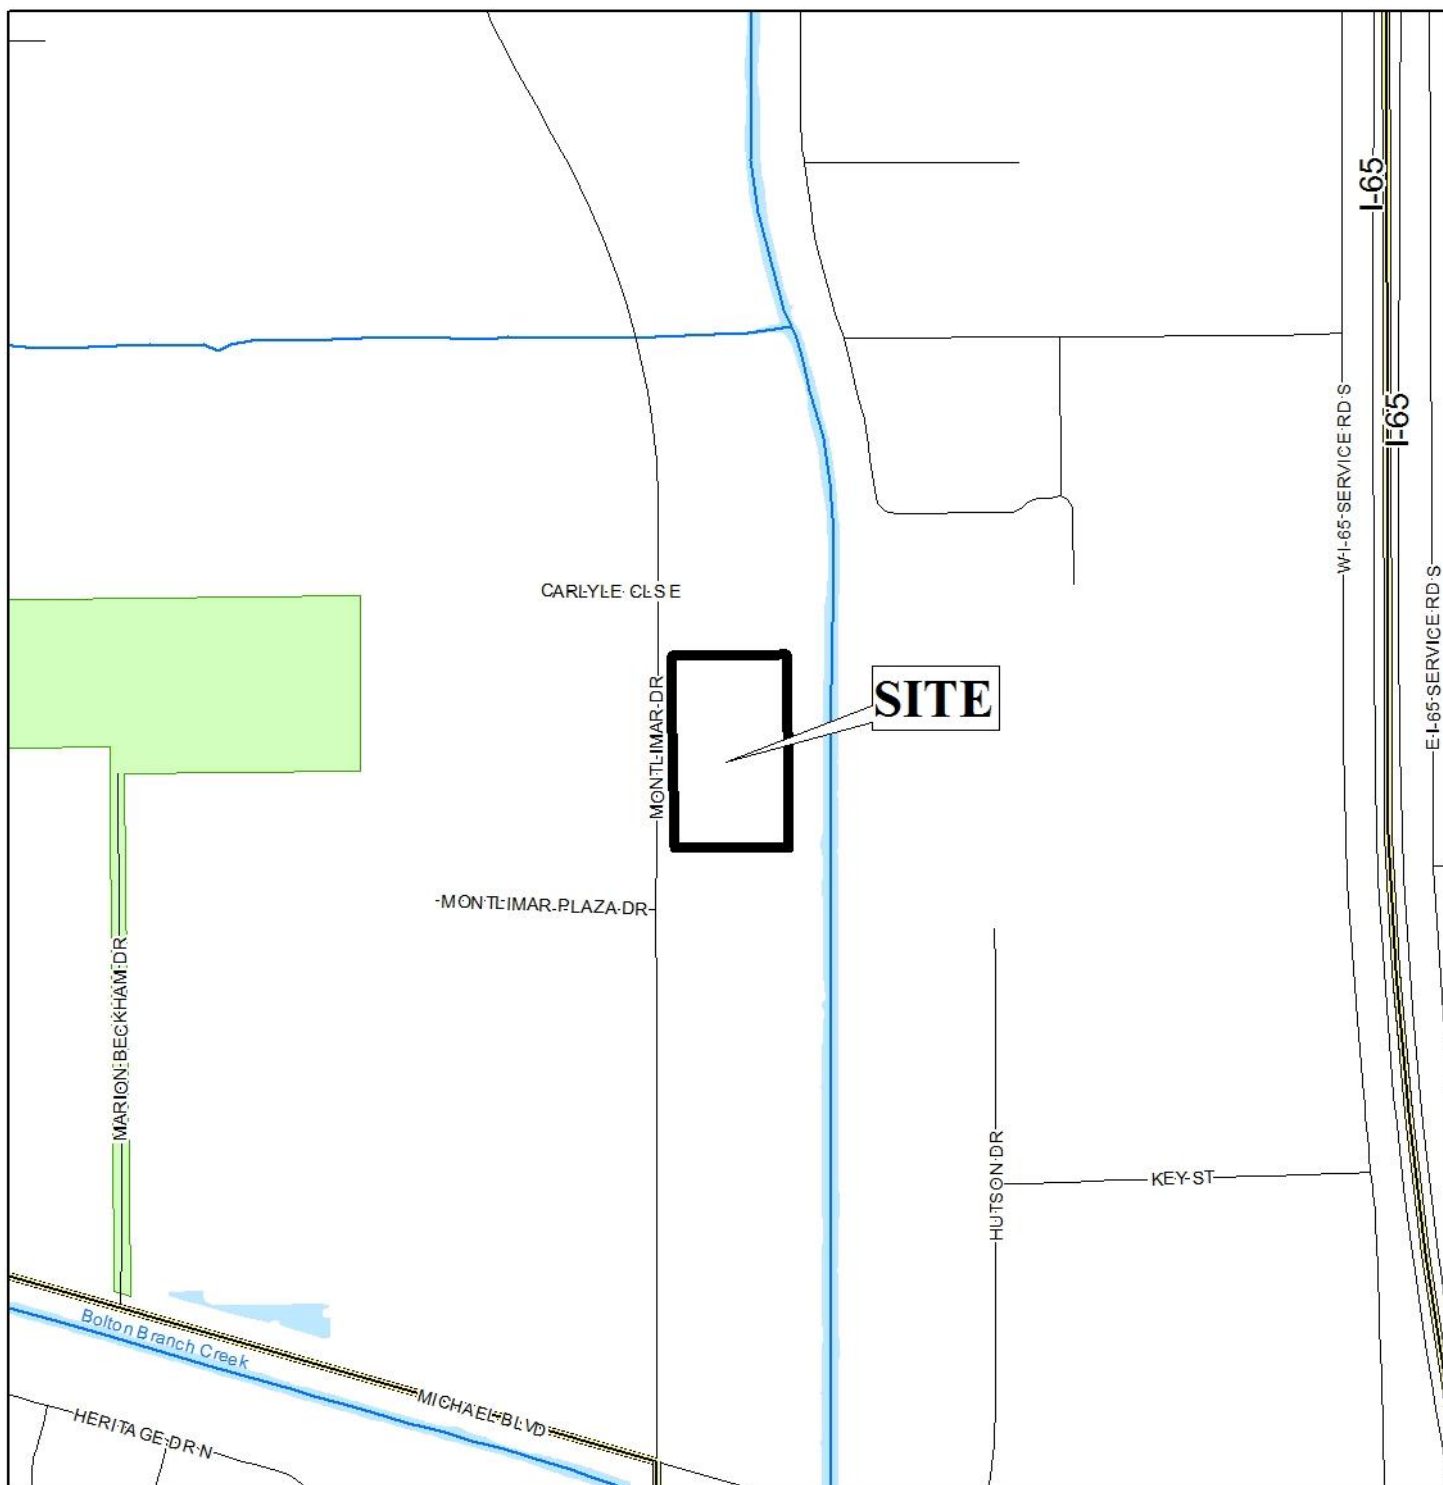 I-65
I-65
W-I-65-SERVICE-RD-S
E-I-65-SERVICE-RD-S
CARLYLE CLS E
SITE
MONTLIMAR-DR
MONTLIMAR-PLAZA-DR
MARION-BECKHAM-DR
HUTSON-DR
KEY-ST
Bolton Branch Creek
MICHAEL-BLVD
HERITAGE-DR-N